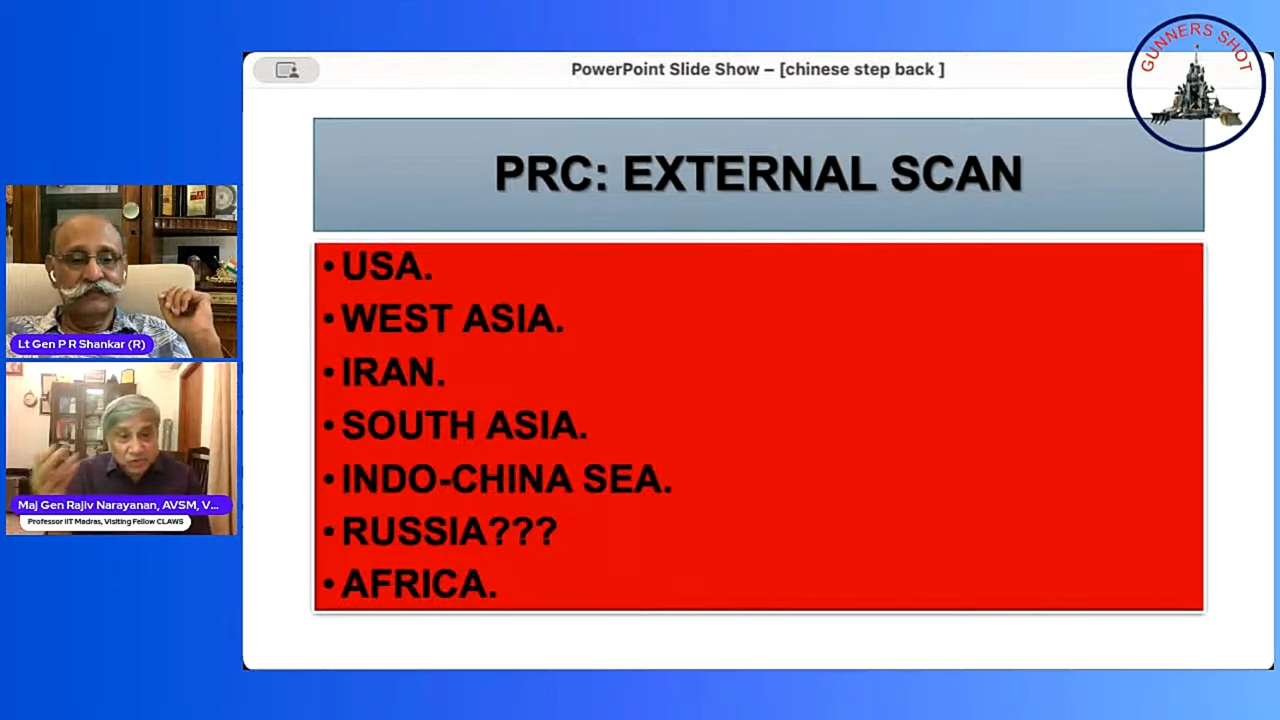 PowerPoint Slide Show – [chinese step back ]
GUNNERS SHOT
PRC: EXTERNAL SCAN
• USA.
• WEST ASIA.
• IRAN.
• SOUTH ASIA.
• INDO-CHINA SEA.
• RUSSIA???
• AFRICA.
Lt Gen P R Shankar (R)
Maj Gen Rajiv Narayanan, AVSM, V...
Professor IIT Madras, Visiting Fellow CLAWS